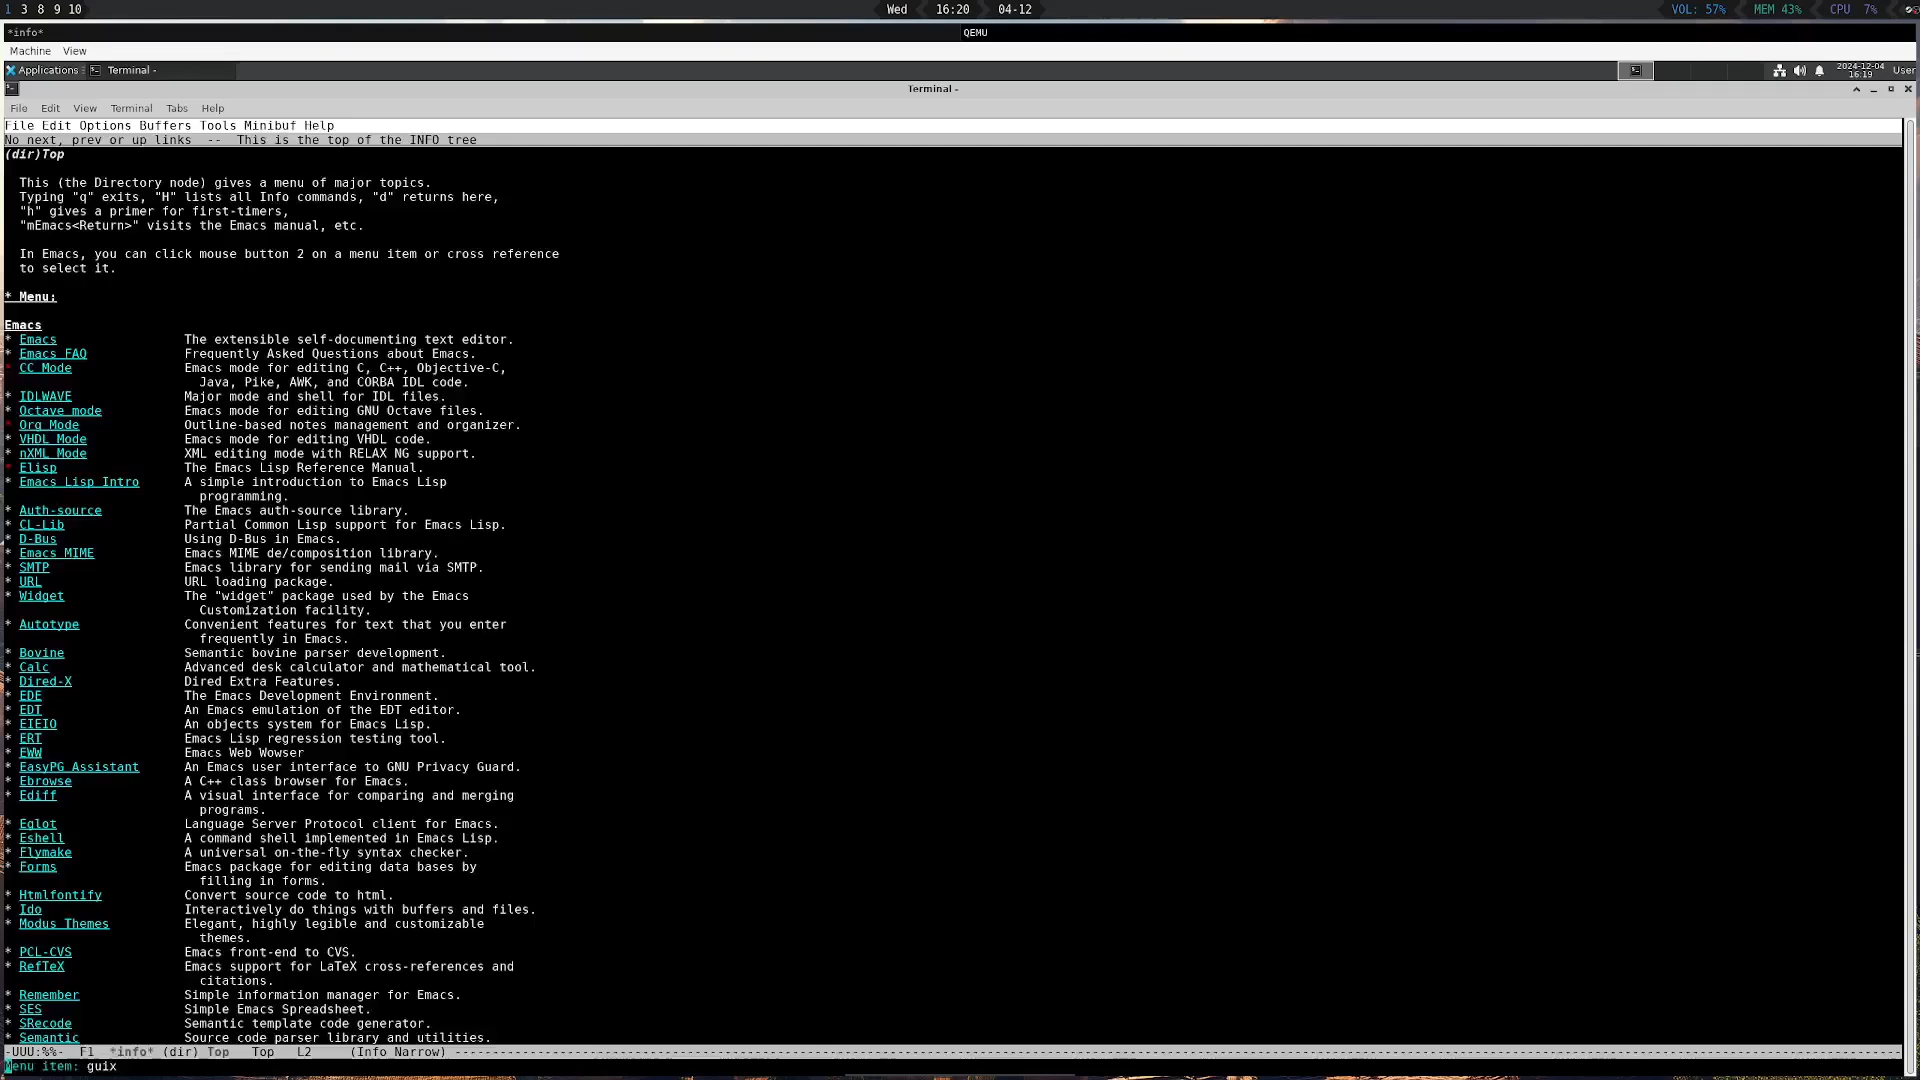 1 3 8 9 10 Wed 16:20 04-12 VOL: 57% MEM 43% CPU 7%
*info* QEMU
Machine View
Applications Terminal - 2024-12-04 16:19 User
Terminal -
File Edit View Terminal Tabs Help
File Edit Options Buffers Tools Minibuf Help
No next, prev or up links -- This is the top of the INFO tree
(dir)Top
This (the Directory node) gives a menu of major topics.
Typing "q" exits, "H" lists all Info commands, "d" returns here,
"h" gives a primer for first-timers,
"mEmacs<Return>" visits the Emacs manual, etc.
In Emacs, you can click mouse button 2 on a menu item or cross reference
to select it.
* Menu:
Emacs
* Emacs The extensible self-documenting text editor.
* Emacs FAQ Frequently Asked Questions about Emacs.
* CC Mode Emacs mode for editing C, C++, Objective-C,
Java, Pike, AWK, and CORBA IDL code.
* IDLWAVE Major mode and shell for IDL files.
* Octave mode Emacs mode for editing GNU Octave files.
* Org Mode Outline-based notes management and organizer.
* VHDL Mode Emacs mode for editing VHDL code.
* nXML Mode XML editing mode with RELAX NG support.
* Elisp The Emacs Lisp Reference Manual.
* Emacs Lisp Intro A simple introduction to Emacs Lisp
programming.
* Auth-source The Emacs auth-source library.
* CL-Lib Partial Common Lisp support for Emacs Lisp.
* D-Bus Using D-Bus in Emacs.
* Emacs MIME Emacs MIME de/composition library.
* SMTP Emacs library for sending mail via SMTP.
* URL URL loading package.
* Widget The "widget" package used by the Emacs
Customization facility.
* Autotype Convenient features for text that you enter
frequently in Emacs.
* Bovine Semantic bovine parser development.
* Calc Advanced desk calculator and mathematical tool.
* Dired-X Dired Extra Features.
* EDE The Emacs Development Environment.
* EDT An Emacs emulation of the EDT editor.
* EIEIO An objects system for Emacs Lisp.
* ERT Emacs Lisp regression testing tool.
* EWW Emacs Web Wowser
* EasyPG Assistant An Emacs user interface to GNU Privacy Guard.
* Ebrowse A C++ class browser for Emacs.
* Ediff A visual interface for comparing and merging
programs.
* Eglot Language Server Protocol client for Emacs.
* Eshell A command shell implemented in Emacs Lisp.
* Flymake A universal on-the-fly syntax checker.
* Forms Emacs package for editing data bases by
filling in forms.
* Htmlfontify Convert source code to html.
* Ido Interactively do things with buffers and files.
* Modus Themes Elegant, highly legible and customizable
themes.
* PCL-CVS Emacs front-end to CVS.
* RefTeX Emacs support for LaTeX cross-references and
citations.
* Remember Simple information manager for Emacs.
* SES Simple Emacs Spreadsheet.
* SRecode Semantic template code generator.
* Semantic Source code parser library and utilities.
-UUU:%%- F1 *info* (dir) Top Top L2 (Info Narrow) ----------
Menu item: guix